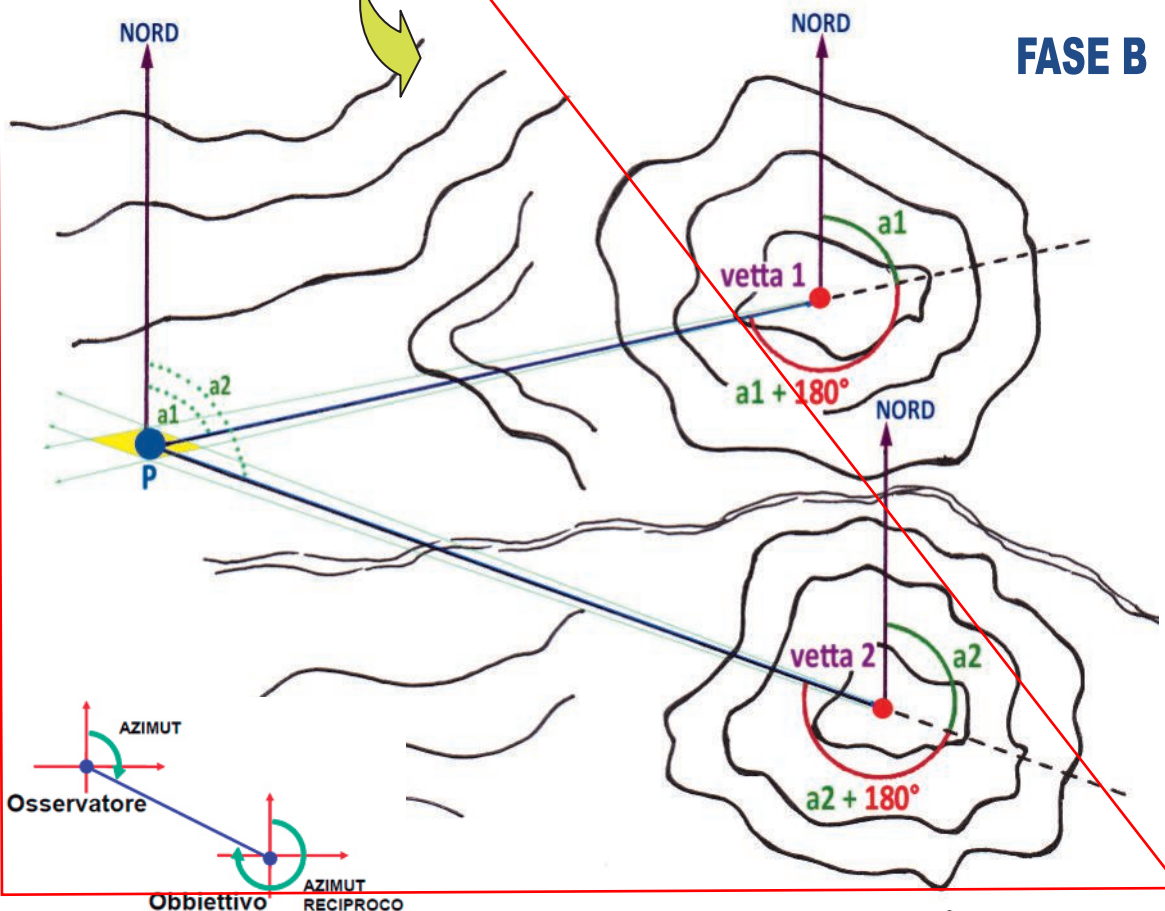 NORD
NORD
FASE B
a1
vetta 1
a2
a1
a1 + 180°
NORD
P
vetta 2
a2
AZIMUT
Osservatore
a2 + 180°
AZIMUT
Obbiettivo
RECIPROCO